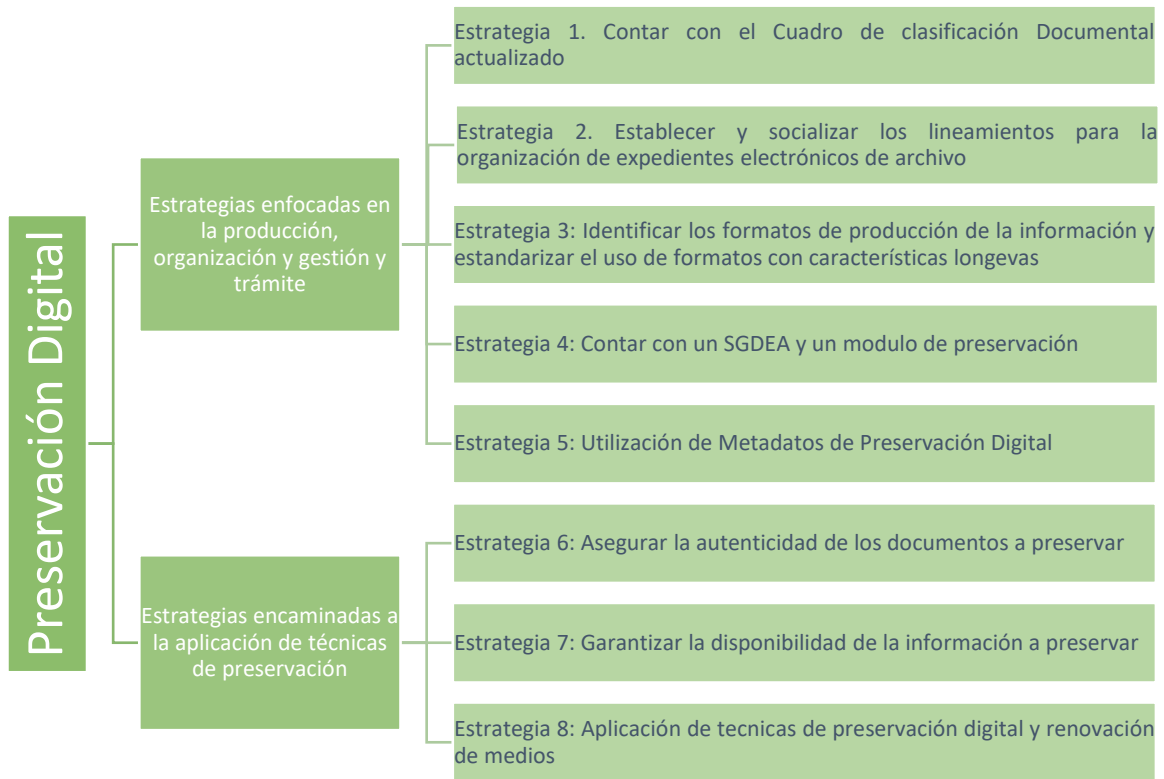 Preservación Digital
Estrategias enfocadas en
la producción,
organización y gestión y
trámite
Estrategia 1. Contar con el Cuadro de clasificación Documental
actualizado
Estrategia 2. Establecer y socializar los lineamientos para la
organización de expedientes electrónicos de archivo
Estrategia 3: Identificar los formatos de producción de la información y
estandarizar el uso de formatos con características longevas
Estrategia 4: Contar con un SGDEA y un modulo de preservación
Estrategia 5: Utilización de Metadatos de Preservación Digital
Estrategias encaminadas a
la aplicación de técnicas
de preservación
Estrategia 6: Asegurar la autenticidad de los documentos a preservar
Estrategia 7: Garantizar la disponibilidad de la información a preservar
Estrategia 8: Aplicación de tecnicas de preservación digital y renovación
de medios